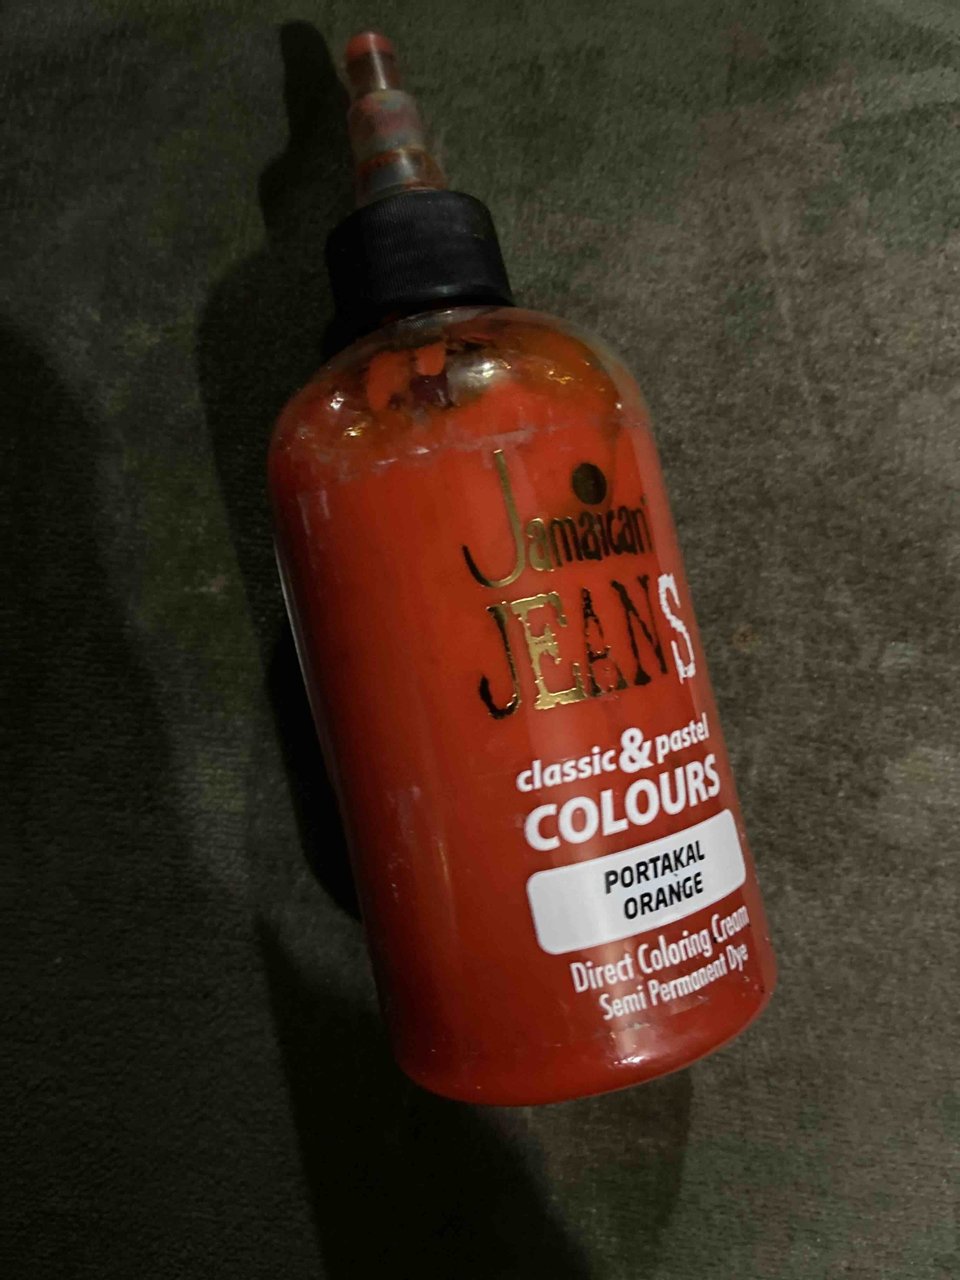 Jamaican
JEANS
classic & pastel
COLOURS
PORTAKAL
ORANGE
Direct Coloring Cream
Semi Permanent Dye